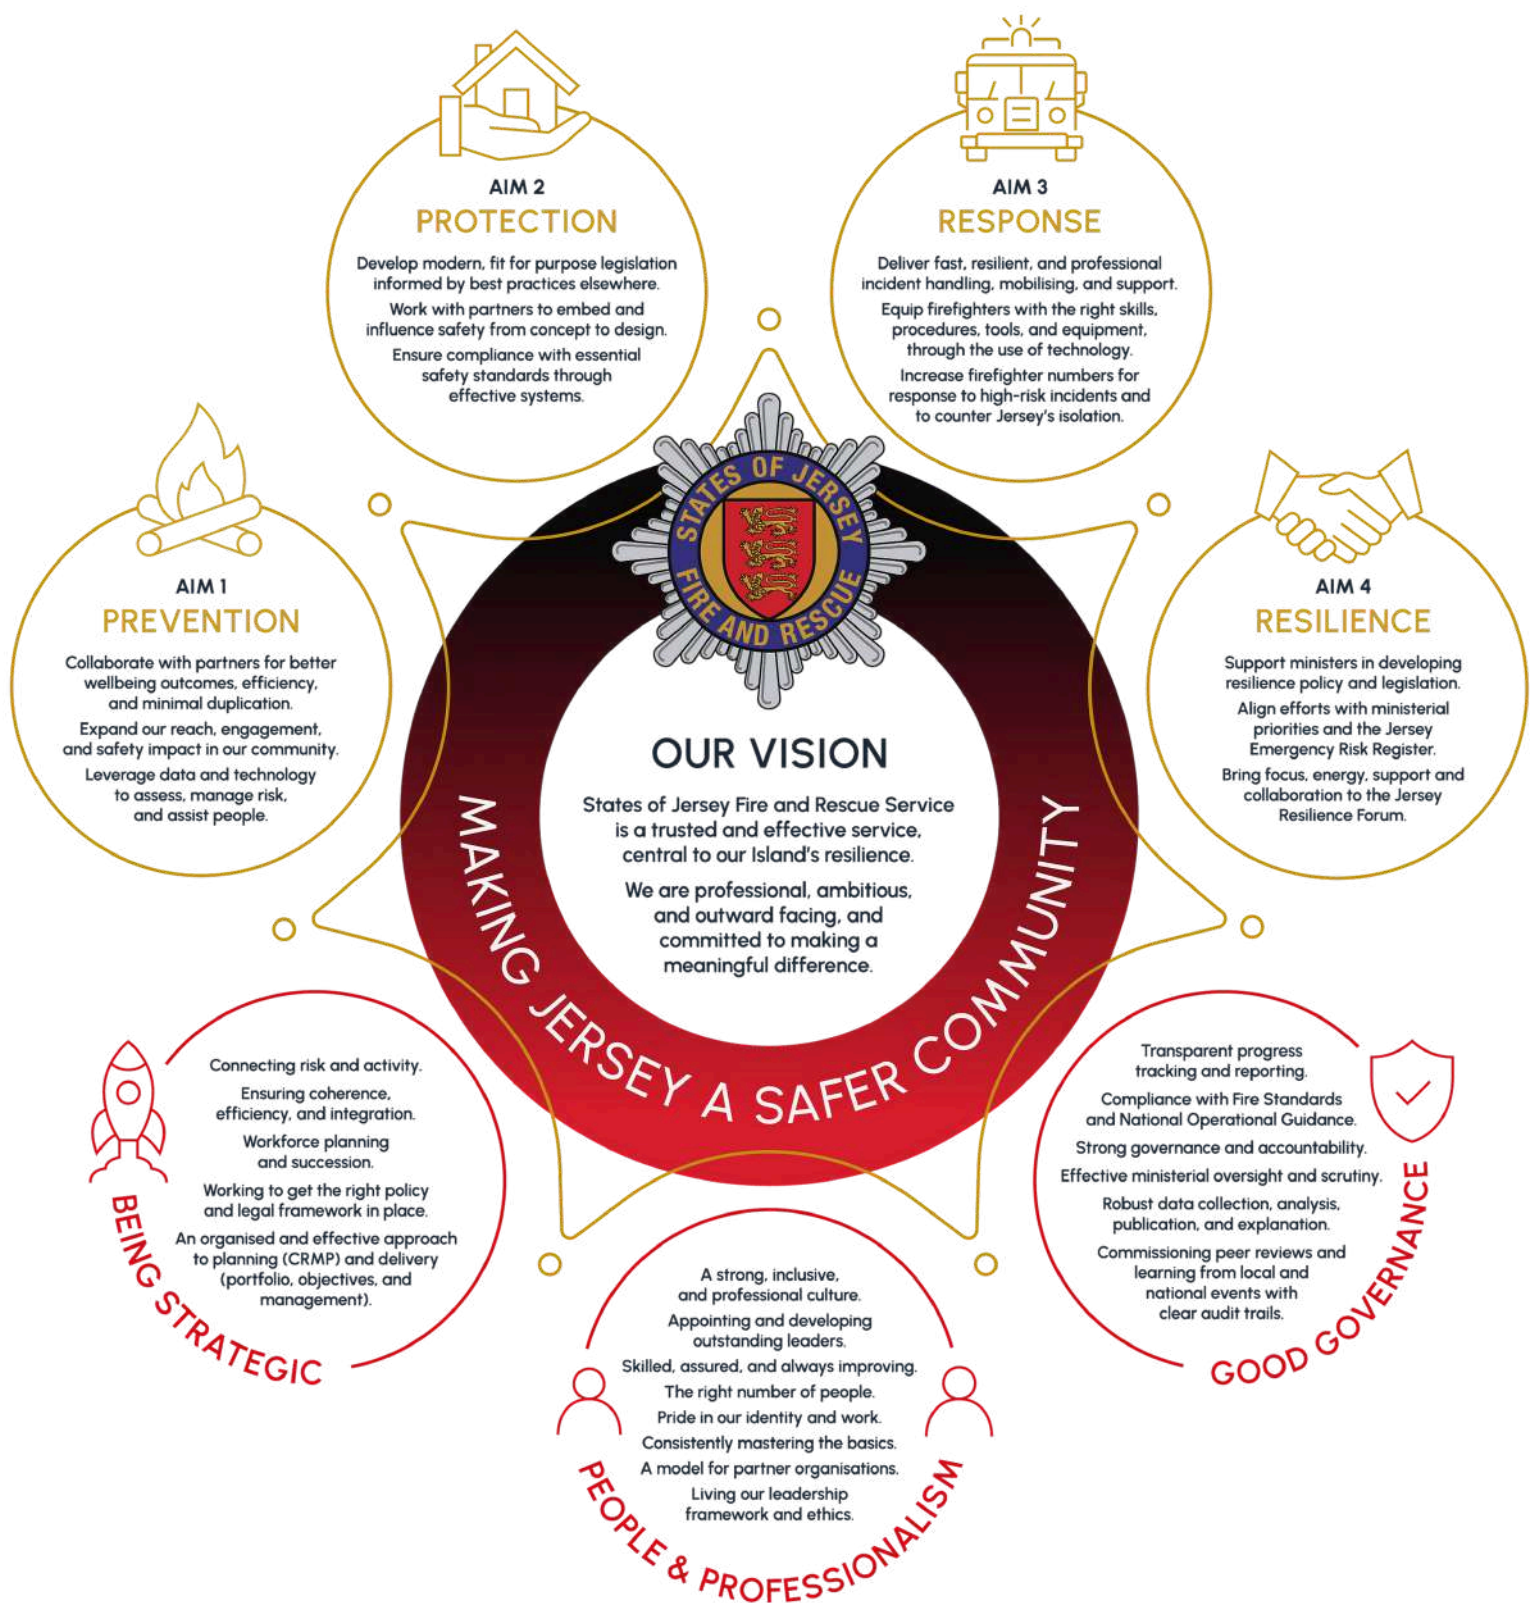 AIM 2
PROTECTION
Develop modern, fit for purpose legislation
informed by best practices elsewhere.
Work with partners to embed and
influence safety from concept to design.
Ensure compliance with essential
safety standards through
effective systems.
AIM 3
RESPONSE
Deliver fast, resilient, and professional
incident handling, mobilising, and support.
Equip firefighters with the right skills,
procedures, tools, and equipment,
through the use of technology.
Increase firefighter numbers for
response to high-risk incidents and
to counter Jersey's isolation.
AIM 1
PREVENTION
Collaborate with partners for better
wellbeing outcomes, efficiency,
and minimal duplication.
Expand our reach, engagement,
and safety impact in our community.
Leverage data and technology
to assess, manage risk,
and assist people.
STATES OF JERSEY
FIRE AND RESCUE
AIM 4
RESILIENCE
Support ministers in developing
resilience policy and legislation.
Align efforts with ministerial
priorities and the Jersey
Emergency Risk Register.
Bring focus, energy, support and
collaboration to the Jersey
Resilience Forum.
OUR VISION
States of Jersey Fire and Rescue Service
is a trusted and effective service,
central to our Island's resilience.
We are professional, ambitious,
and outward facing, and
committed to making a
meaningful difference.
MAKING JERSEY A SAFER COMMUNITY
Connecting risk and activity.
Ensuring coherence,
efficiency, and integration.
Workforce planning
and succession.
Working to get the right policy
and legal framework in place.
An organised and effective approach
to planning (CRMP) and delivery
(portfolio, objectives, and
management).
BEING STRATEGIC
A strong, inclusive,
and professional culture.
Appointing and developing
outstanding leaders.
Skilled, assured, and always improving.
The right number of people.
Pride in our identity and work.
Consistently mastering the basics.
A model for partner organisations.
Living our leadership
framework and ethics.
PEOPLE & PROFESSIONALISM
Transparent progress
tracking and reporting.
Compliance with Fire Standards
and National Operational Guidance.
Strong governance and accountability.
Effective ministerial oversight and scrutiny.
Robust data collection, analysis,
publication, and explanation.
Commissioning peer reviews and
learning from local and
national events with
clear audit trails.
GOOD GOVERNANCE